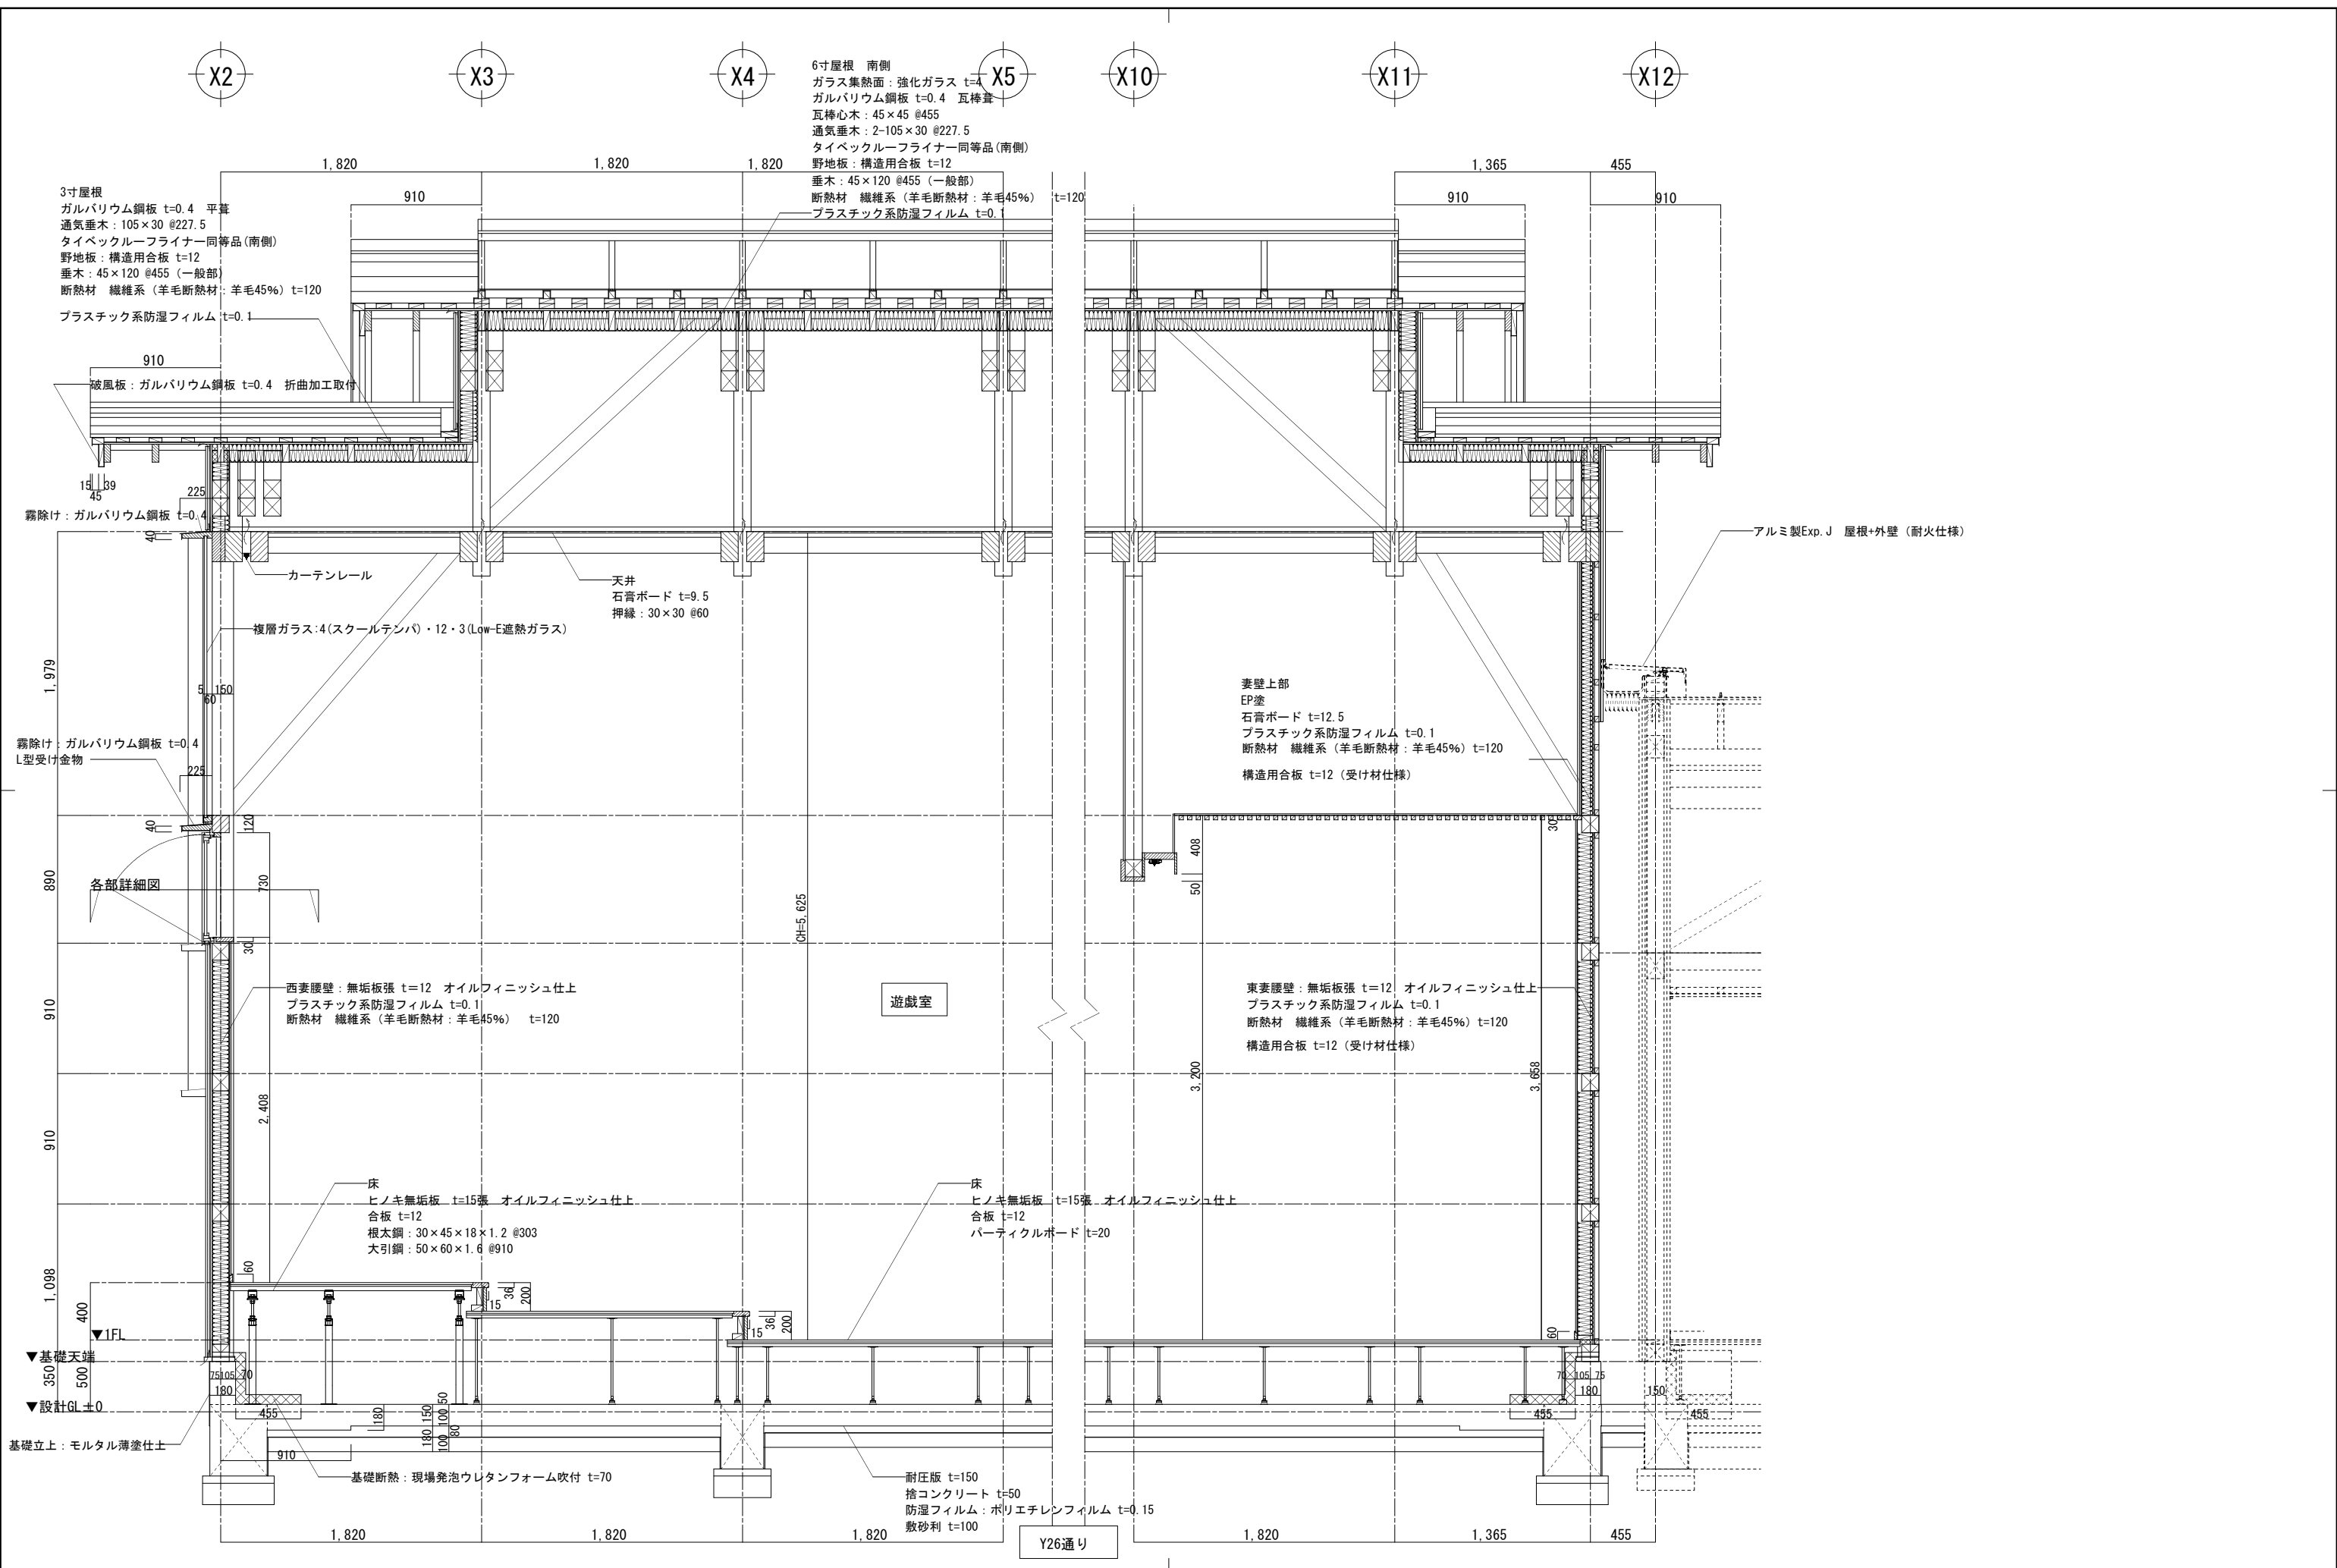 X2
X3
X4
X5
X10
X11
X12
6寸屋根　南側
ガラス集熱面：強化ガラス t=4
ガルバリウム鋼板 t=0.4　瓦棒葺
瓦棒心木：45×45 @455
通気垂木：2-105×30 @227.5
タイベックルーフライナー同等品(南側)
野地板：構造用合板 t=12
垂木：45×120 @455（一般部）
断熱材　繊維系（羊毛断熱材：羊毛45%）　t=120
プラスチック系防湿フィルム t=0.1
1,820
1,820
1,820
1,365
455
3寸屋根
ガルバリウム鋼板 t=0.4　平葺
通気垂木：105×30 @227.5
タイベックルーフライナー同等品(南側)
野地板：構造用合板 t=12
垂木：45×120 @455（一般部）
断熱材　繊維系（羊毛断熱材：羊毛45%）t=120
プラスチック系防湿フィルム t=0.1
910
910
910
910
破風板：ガルバリウム鋼板 t=0.4　折曲加工取付
15
39
45
225
霧除け：ガルバリウム鋼板 t=0.4
40
カーテンレール
天井
石膏ボード t=9.5
押縁：30×30 @60
アルミ製Exp.J　屋根+外壁（耐火仕様）
複層ガラス:4(スクールテンパ)・12・3(Low-E遮熱ガラス)
1,979
5
150
60
妻壁上部
EP塗
石膏ボード t=12.5
プラスチック系防湿フィルム t=0.1
断熱材　繊維系（羊毛断熱材：羊毛45%）t=120
構造用合板 t=12（受け材仕様）
霧除け：ガルバリウム鋼板 t=0.4
L型受け金物
225
40
120
30
408
50
890
各部詳細図
730
30
CH=5,625
西妻腰壁：無垢板張 t＝12　オイルフィニッシュ仕上
プラスチック系防湿フィルム t=0.1
断熱材　繊維系（羊毛断熱材：羊毛45%）　t=120
遊戯室
東妻腰壁：無垢板張 t＝12　オイルフィニッシュ仕上
プラスチック系防湿フィルム t=0.1
断熱材　繊維系（羊毛断熱材：羊毛45%）t=120
構造用合板 t=12（受け材仕様）
910
910
2,408
3,200
3,658
床
ヒノキ無垢板　t=15張　オイルフィニッシュ仕上
合板 t=12
根太鋼：30×45×18×1.2 @303
大引鋼：50×60×1.6 @910
床
ヒノキ無垢板　t=15張　オイルフィニッシュ仕上
合板 t=12
パーティクルボード t=20
1,098
400
60
36
200
15
36
200
15
60
▼1FL
▼基礎天端
350
500
75
105
70
180
455
▼設計GL±0
180
150
180
50
100
100
80
70
105
75
180
455
150
455
基礎立上：モルタル薄塗仕上
910
基礎断熱：現場発泡ウレタンフォーム吹付 t=70
耐圧版 t=150
捨コンクリート t=50
防湿フィルム：ポリエチレンフィルム t=0.15
敷砂利 t=100
1,820
1,820
1,820
Y26通り
1,820
1,365
455